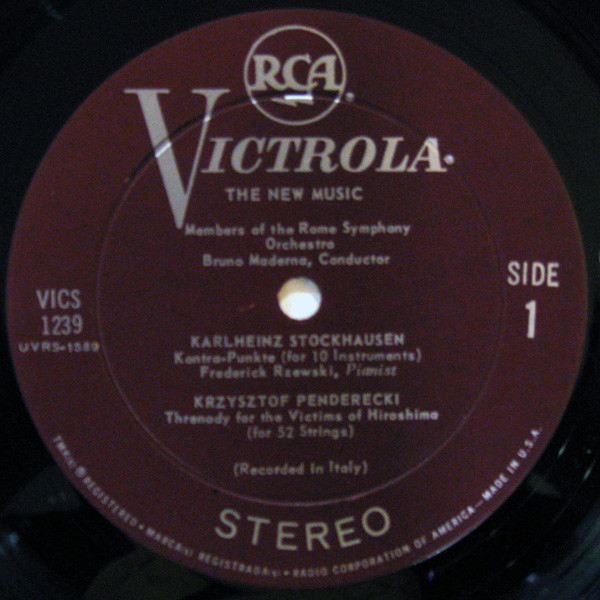 RCA
VICTROLA.
THE NEW MUSIC
Members of the Rome Symphony
Orchestra
Bruno Maderna, Conductor
VICS
1239
UVRS-1589
SIDE
1
KARLHEINZ STOCKHAUSEN
Kontra-Punkte (for 10 Instruments)
Frederick Rzewski, Pianist
KRZYSZTOF PENDERECKI
Threnody for the Victims of Hiroshima
(for 52 Strings)
(Recorded in Italy)
STEREO
TMK(s) ® REGISTERED • MARCA(s) REGISTRADA(s) • RADIO CORPORATION OF AMERICA—MADE IN U.S.A.